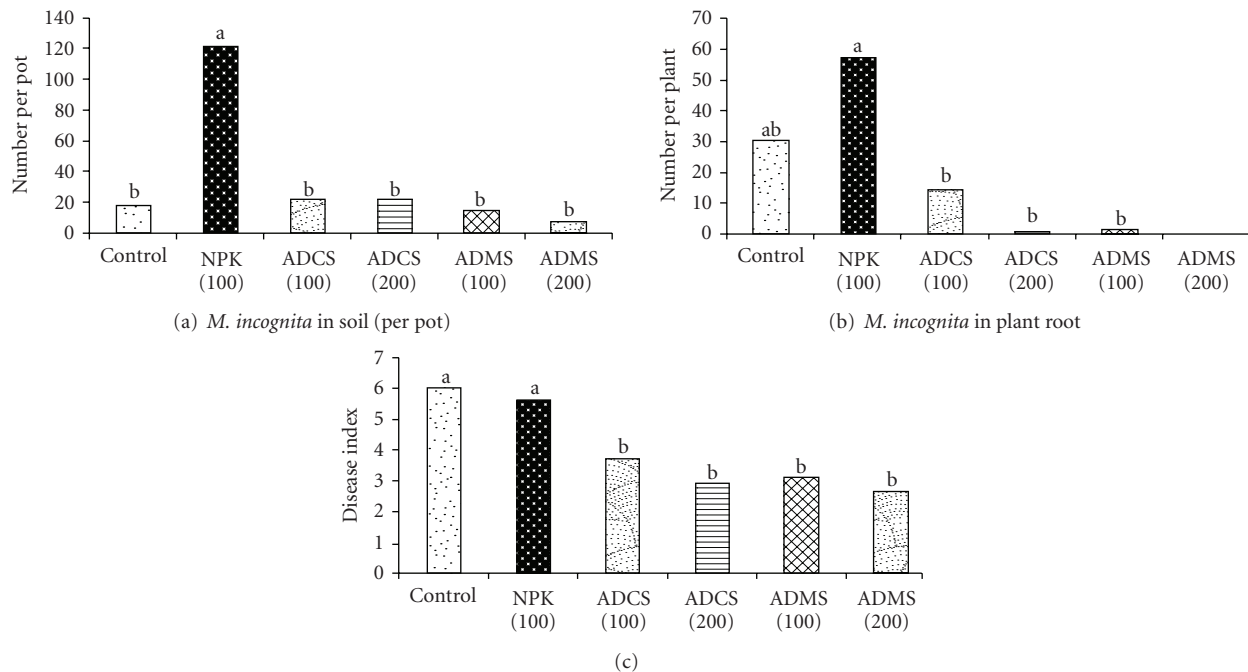 140
120
100
80
60
40
20
0
Number per pot
b
a
b
b
b
b
Control
NPK
(100)
ADCS
(100)
ADCS
(200)
ADMS
(100)
ADMS
(200)
(a) M. incognita in soil (per pot)
70
60
50
40
30
20
10
0
Number per plant
ab
a
b
b
b
Control
NPK
(100)
ADCS
(100)
ADCS
(200)
ADMS
(100)
ADMS
(200)
(b) M. incognita in plant root
7
6
5
4
3
2
1
0
Disease index
a
a
b
b
b
b
Control
NPK
(100)
ADCS
(100)
ADCS
(200)
ADMS
(100)
ADMS
(200)
(c)